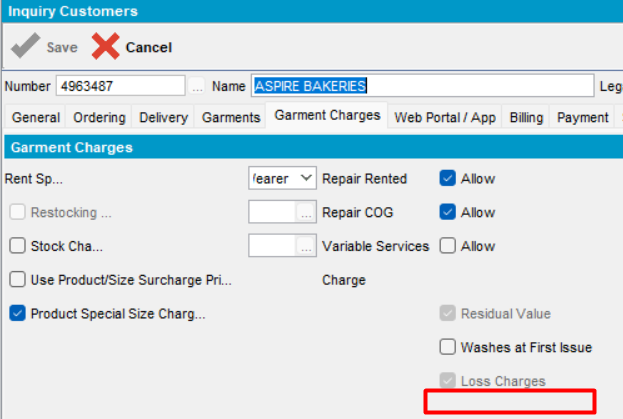 Inquiry Customers
Save Cancel
Number 4963487 ... Name ASPIRE BAKERIES Leg
General Ordering Delivery Garments Garment Charges Web Portal / App Billing Payment
Garment Charges
Rent Sp... /earer Repair Rented Allow
Restocking ... ... Repair COG Allow
Stock Cha... ... Variable Services Allow
Use Product/Size Surcharge Pri... Charge
Product Special Size Charg... Residual Value
Washes at First Issue
Loss Charges